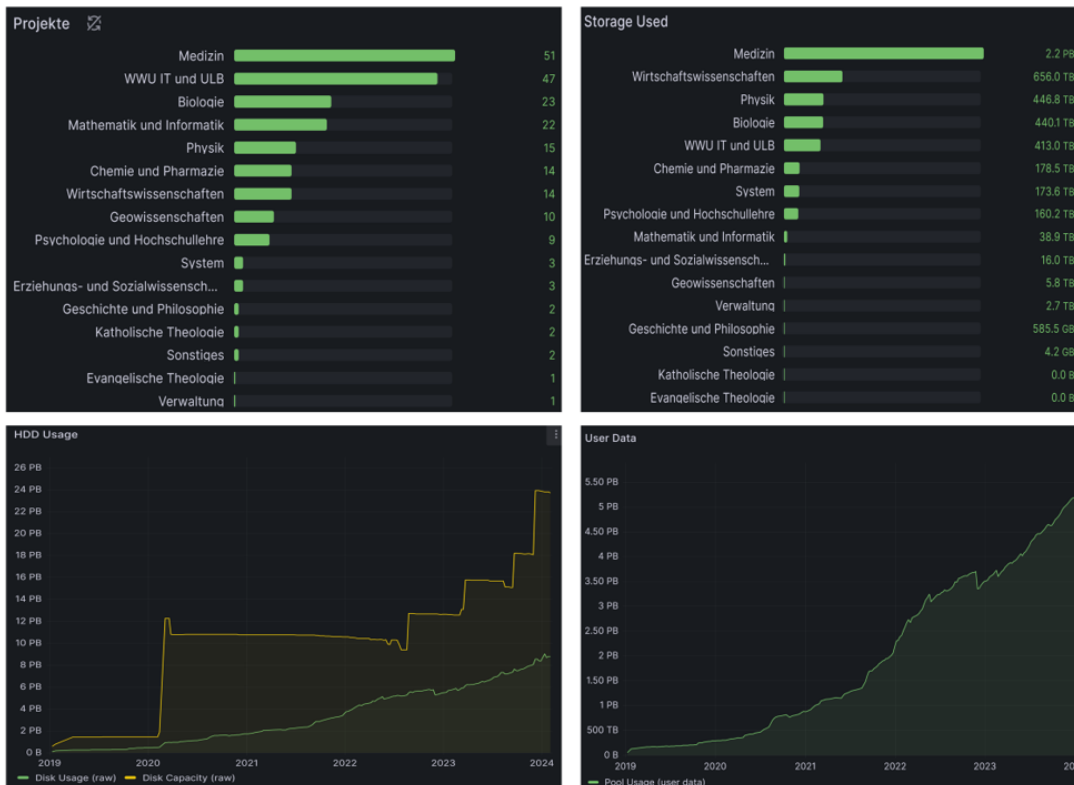 Projekte
Medizin 51
WWU IT und ULB 47
Biologie 23
Mathematik und Informatik 22
Physik 15
Chemie und Pharmazie 14
Wirtschaftswissenschaften 14
Geowissenschaften 10
Psychologie und Hochschullehre 9
System 3
Erziehungs- und Sozialwissensch... 3
Geschichte und Philosophie 2
Katholische Theologie 2
Sonstiges 2
Evangelische Theologie 1
Verwaltung 1
Storage Used
Medizin 2.2 PB
Wirtschaftswissenschaften 656.0 TB
Physik 446.8 TB
Biologie 440.1 TB
WWU IT und ULB 413.0 TB
Chemie und Pharmazie 178.5 TB
System 173.6 TB
Psychologie und Hochschullehre 160.2 TB
Mathematik und Informatik 38.9 TB
Erziehungs- und Sozialwissensch... 16.0 TB
Geowissenschaften 5.8 TB
Verwaltung 2.7 TB
Geschichte und Philosophie 585.5 GB
Sonstiges 4.2 GB
Katholische Theologie 0.0 B
Evangelische Theologie 0.0 B
HDD Usage
26 PB
24 PB
22 PB
20 PB
18 PB
16 PB
14 PB
12 PB
10 PB
8 PB
6 PB
4 PB
2 PB
0 B
2019 2020 2021 2022 2023 2024
Disk Usage (raw) Disk Capacity (raw)
User Data
5.50 PB
5 PB
4.50 PB
4 PB
3.50 PB
3 PB
2.50 PB
2 PB
1.50 PB
1 PB
500 TB
0 B
2019 2020 2021 2022 2023 20
Pool Usage (user data)